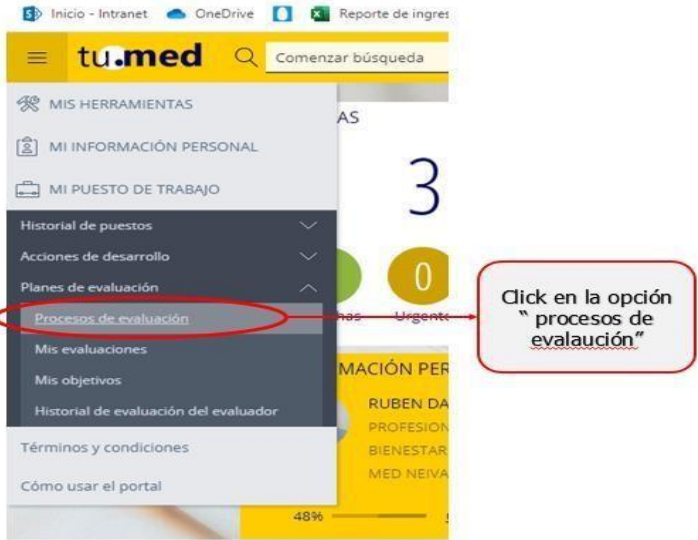 Inicio - Intranet OneDrive Reporte de ingres
tu.med Comenzar búsqueda
MIS HERRAMIENTAS
AS
MI INFORMACIÓN PERSONAL
MI PUESTO DE TRABAJO
3
Historial de puestos
Acciones de desarrollo
Planes de evaluación
0
Procesos de evaluación
has Urgente
Mis evaluaciones
Mis objetivos
Historial de evaluación del evaluador
MACIÓN PER
RUBEN DA
PROFESION
BIENESTAR
MED NEIVA
Términos y condiciones
Cómo usar el portal
48%
Click en la opción
“ procesos de
evalaución”